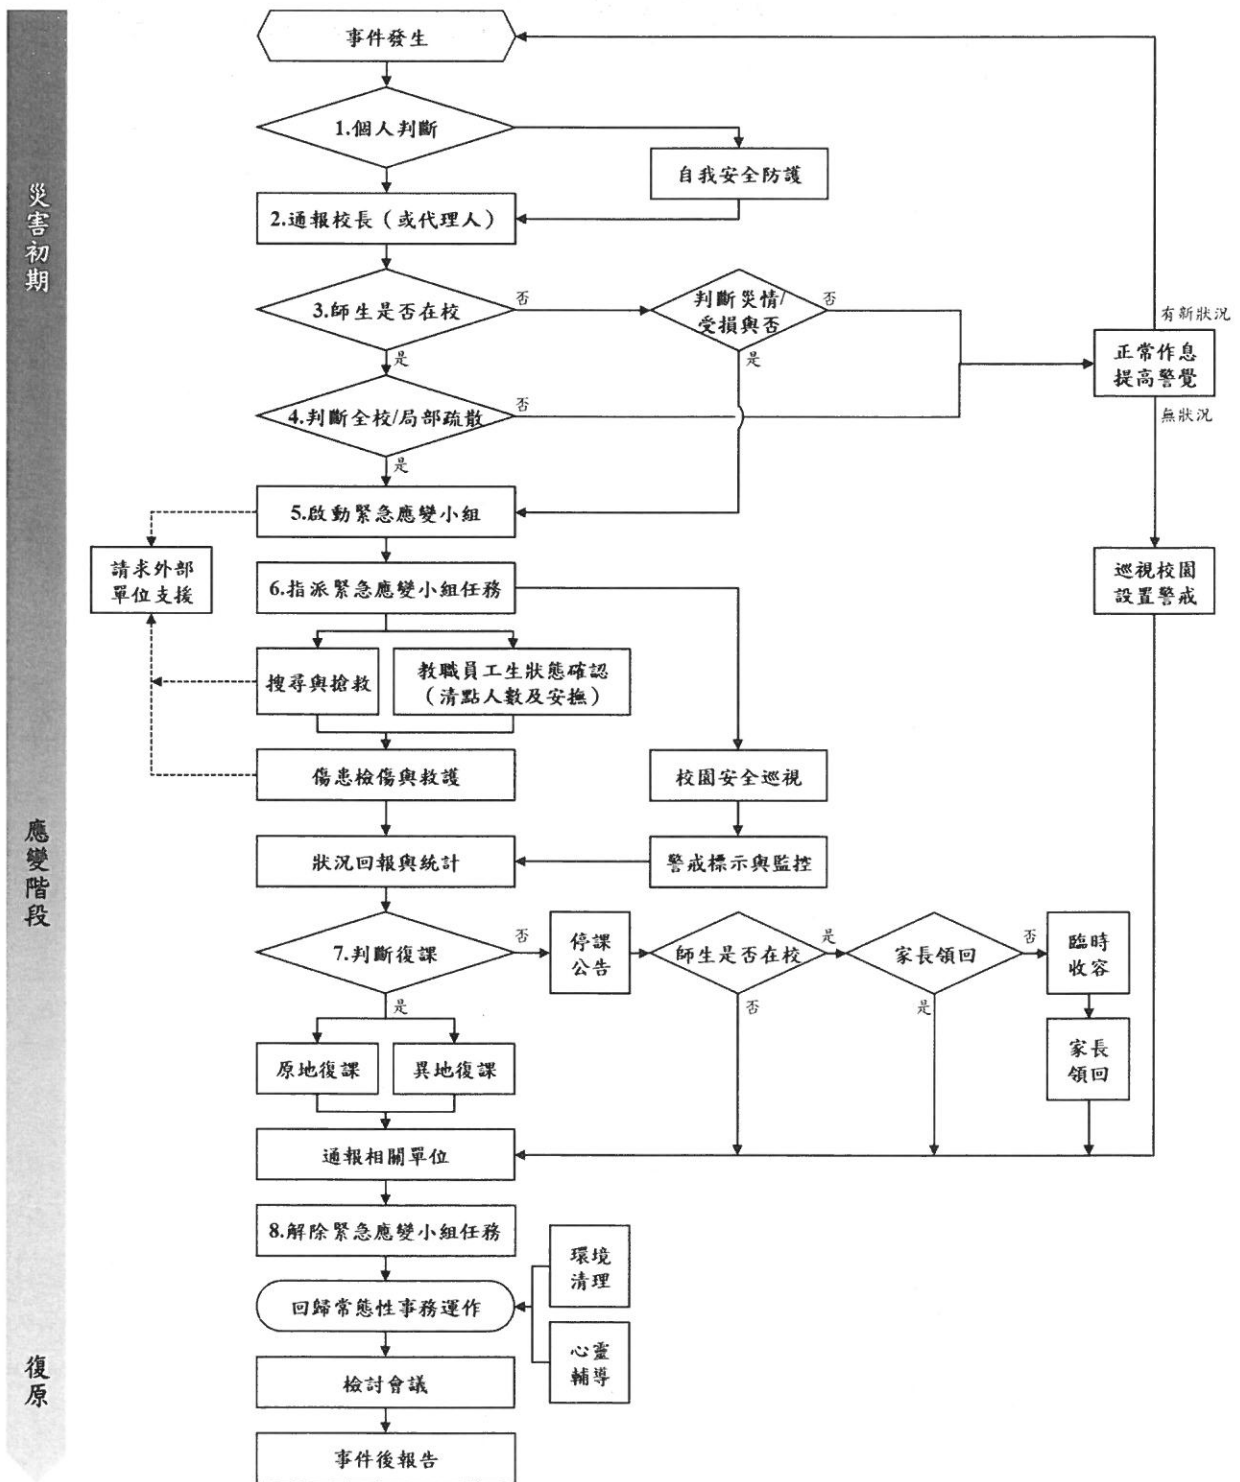 災害初期
應變階段
復原
事件發生
1.個人判斷
自我安全防護
2.通報校長（或代理人）
3.師生是否在校
否
是
判斷災情/
受損與否
否
是
有新狀況
正常作息
提高警覺
無狀況
4.判斷全校/局部疏散
否
是
5.啟動緊急應變小組
請求外部
單位支援
6.指派緊急應變小組任務
巡視校園
設置警戒
搜尋與搶救
教職員工生狀態確認
（清點人數及安撫）
傷患檢傷與救護
校園安全巡視
狀況回報與統計
警戒標示與監控
7.判斷復課
否
是
停課
公告
師生是否在校
是
否
家長領回
否
是
臨時
收容
家長
領回
原地復課
異地復課
通報相關單位
8.解除緊急應變小組任務
環境
清理
回歸常態性事務運作
心靈
輔導
檢討會議
事件後報告